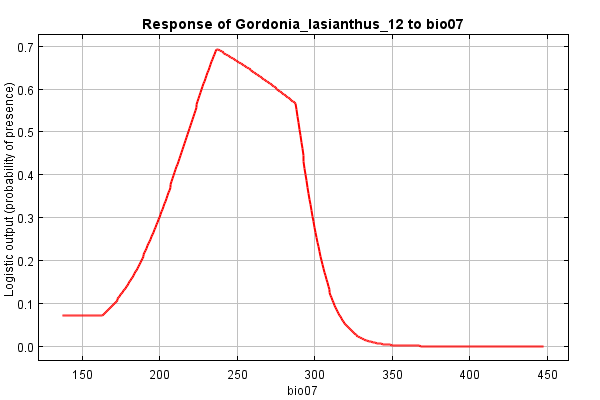 Response of Gordonia_lasianthus_12 to bio07
Logistic output (probability of presence)
0.7
0.6
0.5
0.4
0.3
0.2
0.1
0.0
150 200 250 300 350 400 450
bio07